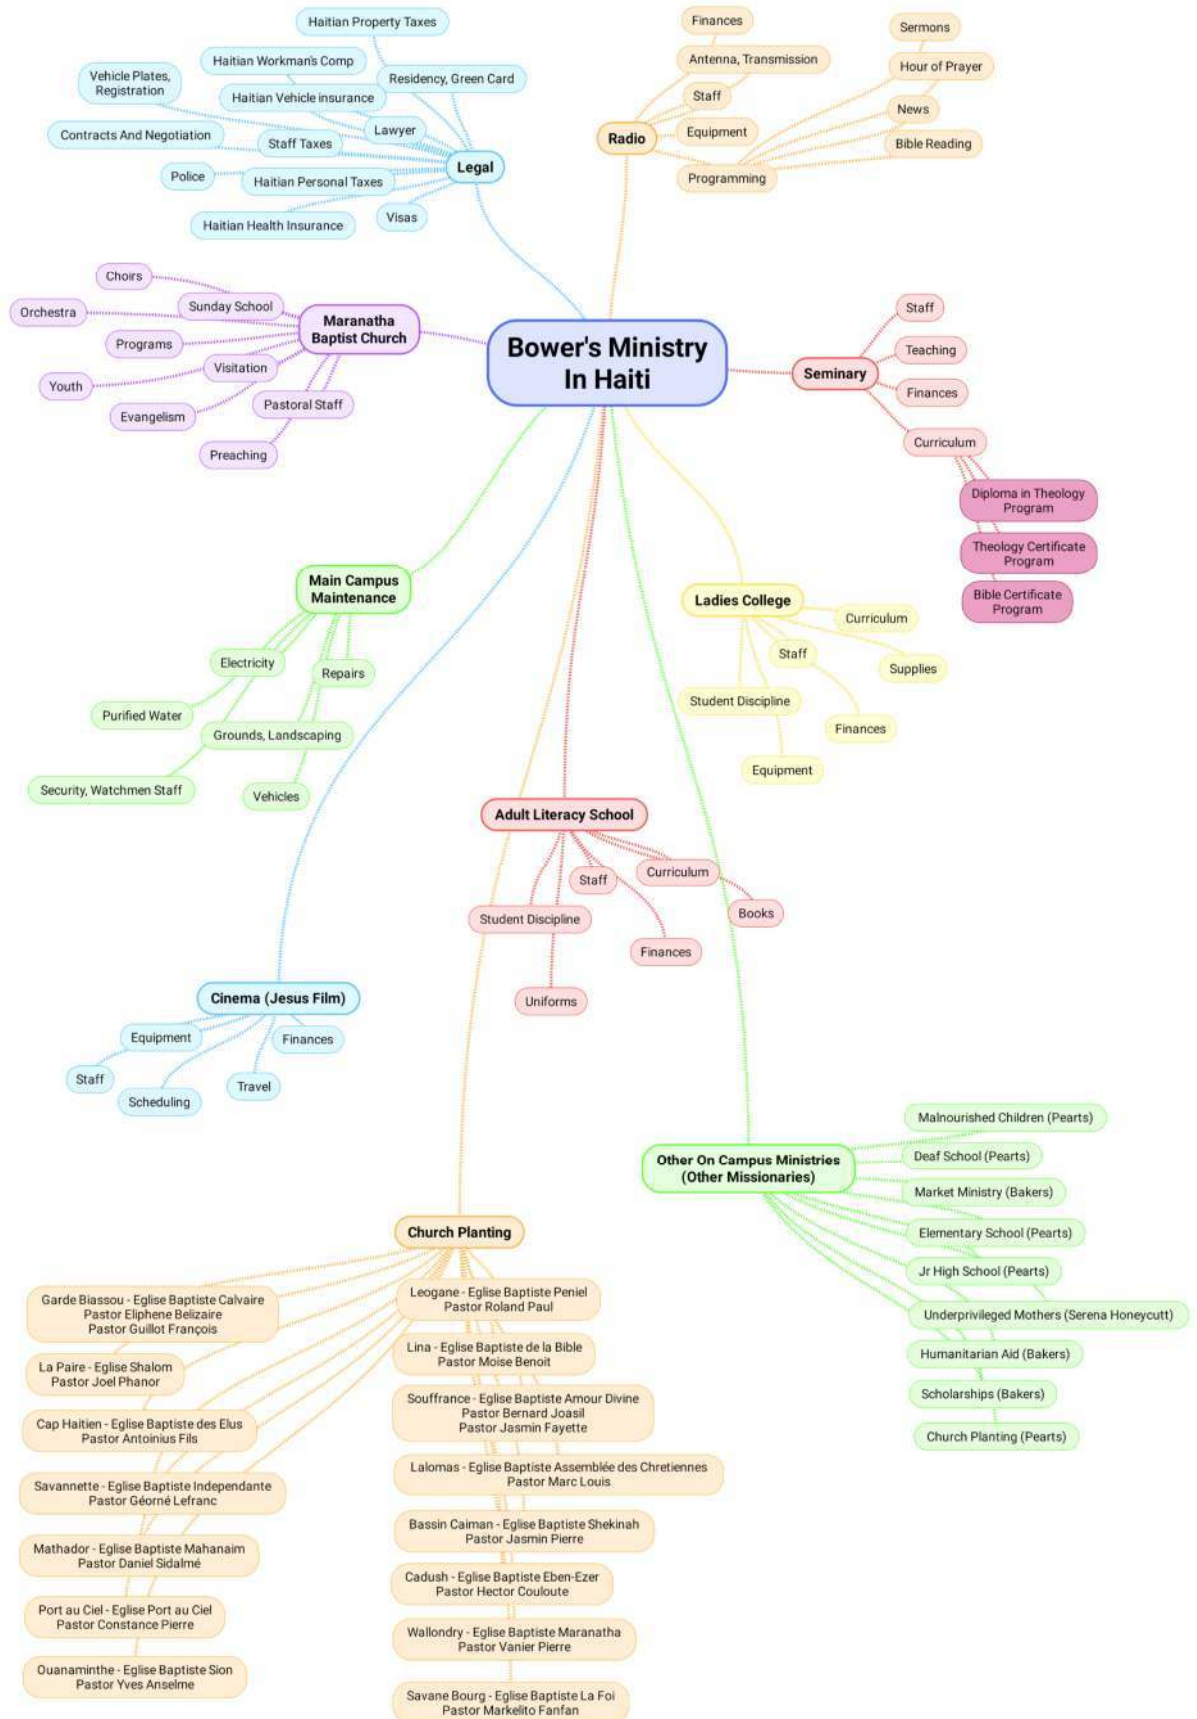 Bower's Ministry
In Haiti
Legal
Haitian Property Taxes
Haitian Workman's Comp
Residency, Green Card
Vehicle Plates,
Registration
Haitian Vehicle insurance
Lawyer
Contracts And Negotiation
Staff Taxes
Police
Haitian Personal Taxes
Visas
Haitian Health Insurance
Radio
Finances
Antenna, Transmission
Staff
Equipment
Programming
Sermons
Hour of Prayer
News
Bible Reading
Maranatha
Baptist Church
Choirs
Sunday School
Orchestra
Programs
Visitation
Youth
Pastoral Staff
Evangelism
Preaching
Seminary
Staff
Teaching
Finances
Curriculum
Diploma in Theology
Program
Theology Certificate
Program
Bible Certificate
Program
Main Campus
Maintenance
Electricity
Repairs
Purified Water
Grounds, Landscaping
Security, Watchmen Staff
Vehicles
Ladies College
Curriculum
Staff
Supplies
Student Discipline
Finances
Equipment
Adult Literacy School
Curriculum
Staff
Books
Student Discipline
Finances
Uniforms
Cinema (Jesus Film)
Equipment
Finances
Staff
Travel
Scheduling
Other On Campus Ministries
(Other Missionaries)
Malnourished Children (Pearts)
Deaf School (Pearts)
Market Ministry (Bakers)
Elementary School (Pearts)
Jr High School (Pearts)
Underprivileged Mothers (Serena Honeycutt)
Humanitarian Aid (Bakers)
Scholarships (Bakers)
Church Planting (Pearts)
Church Planting
Garde Biassou - Eglise Baptiste Calvaire
Pastor Eliphene Belizaire
Pastor Guillot François
La Paire - Eglise Shalom
Pastor Joel Phanor
Cap Haitien - Eglise Baptiste des Elus
Pastor Antoinius Fils
Savannette - Eglise Baptiste Independante
Pastor Géorné Lefranc
Mathador - Eglise Baptiste Mahanaim
Pastor Daniel Sidalmé
Port au Ciel - Eglise Port au Ciel
Pastor Constance Pierre
Ouanaminthe - Eglise Baptiste Sion
Pastor Yves Anselme
Leogane - Eglise Baptiste Peniel
Pastor Roland Paul
Lina - Eglise Baptiste de la Bible
Pastor Moise Benoit
Souffrance - Eglise Baptiste Amour Divine
Pastor Bernard Joasil
Pastor Jasmin Fayette
Lalomas - Eglise Baptiste Assemblée des Chretiennes
Pastor Marc Louis
Bassin Caiman - Eglise Baptiste Shekinah
Pastor Jasmin Pierre
Cadush - Eglise Baptiste Eben-Ezer
Pastor Hector Couloute
Wallondry - Eglise Baptiste Maranatha
Pastor Vanier Pierre
Savane Bourg - Eglise Baptiste La Foi
Pastor Markelito Fanfan